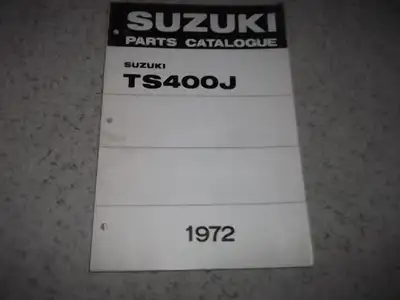 SUZUKI
PARTS CATALOGUE
SUZUKI
TS400J
1972